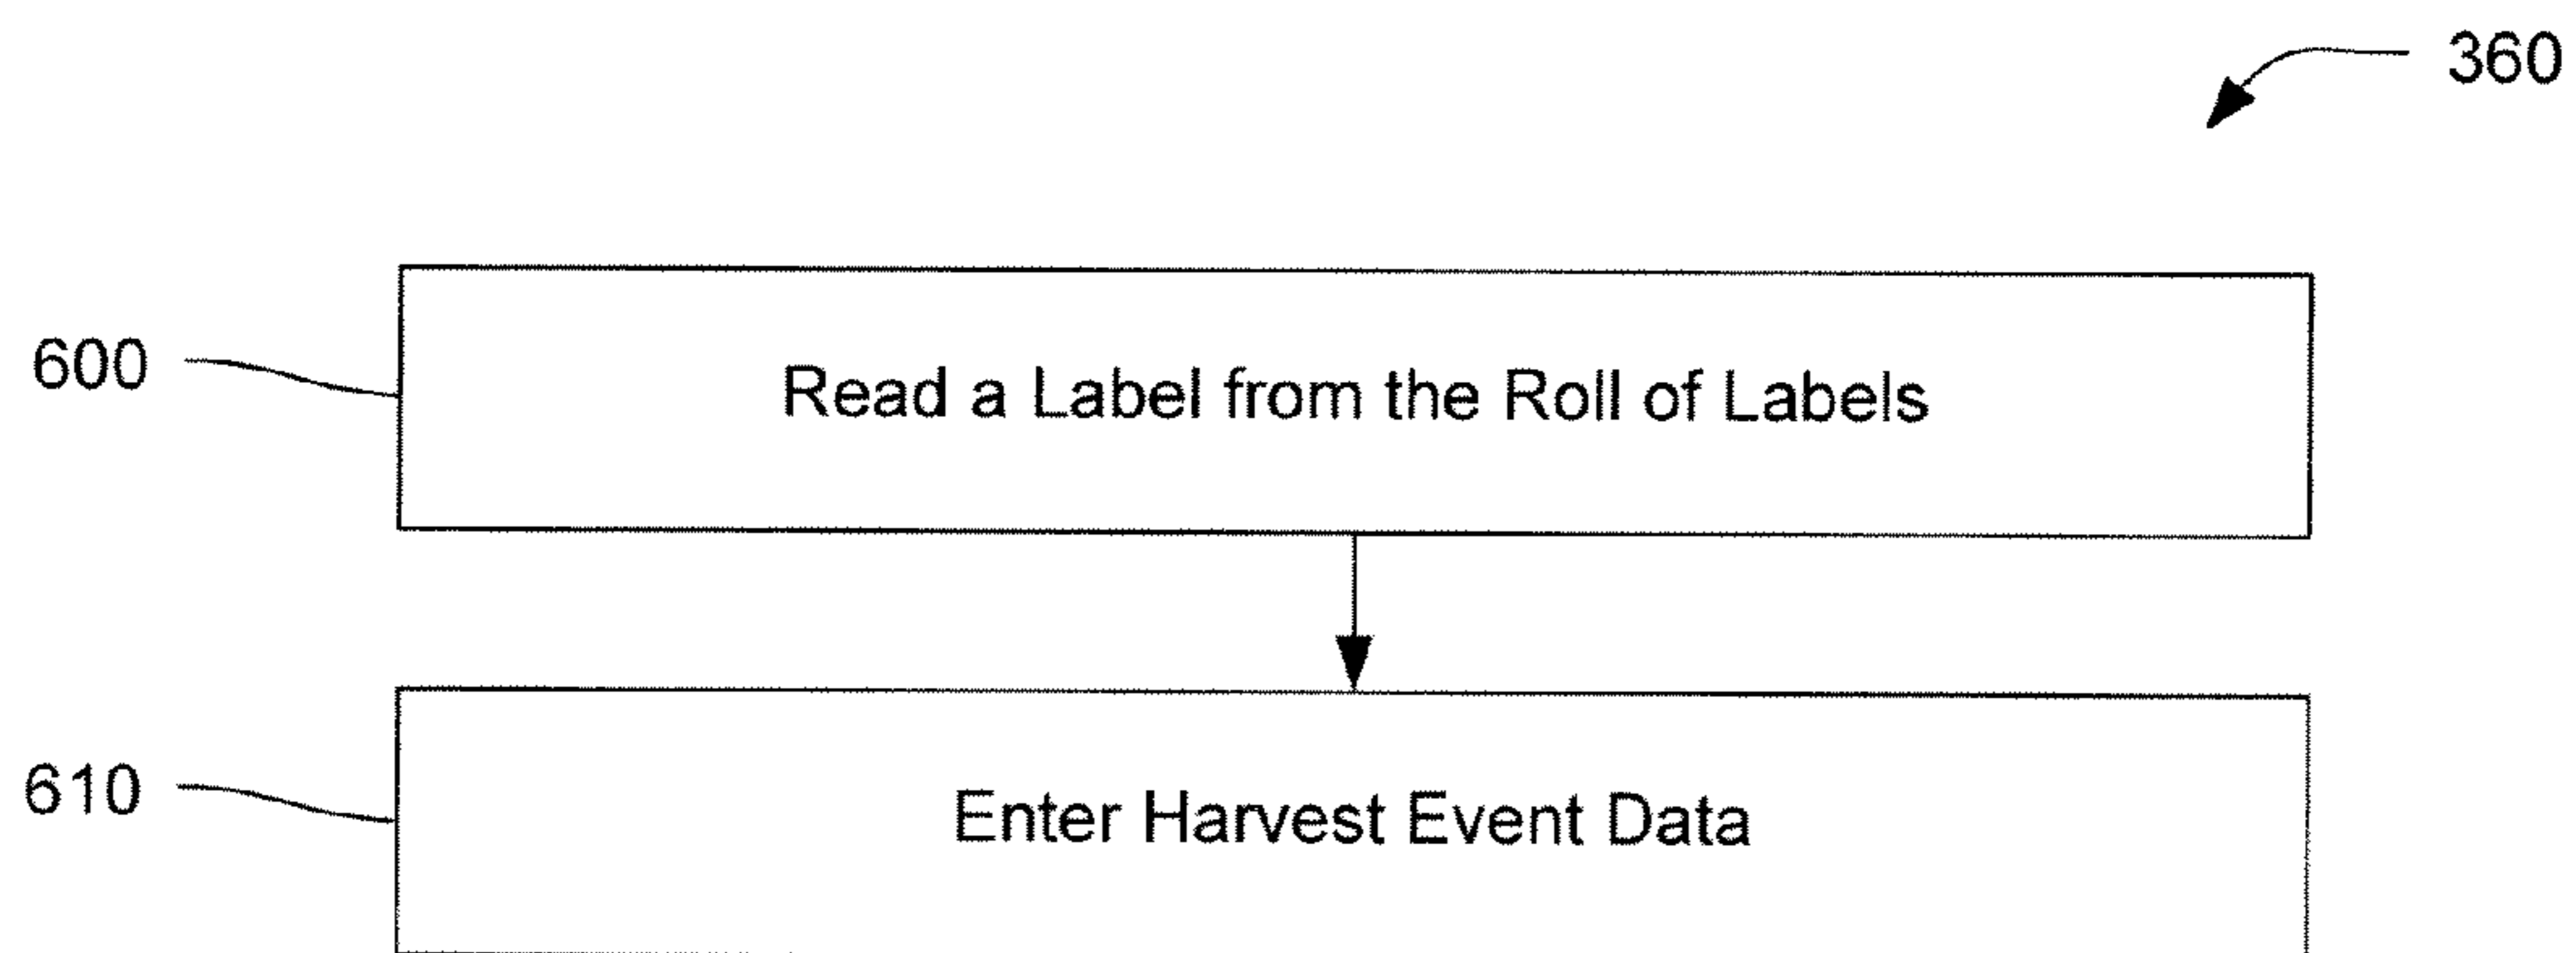 360
600
Read a Label from the Roll of Labels
610
Enter Harvest Event Data